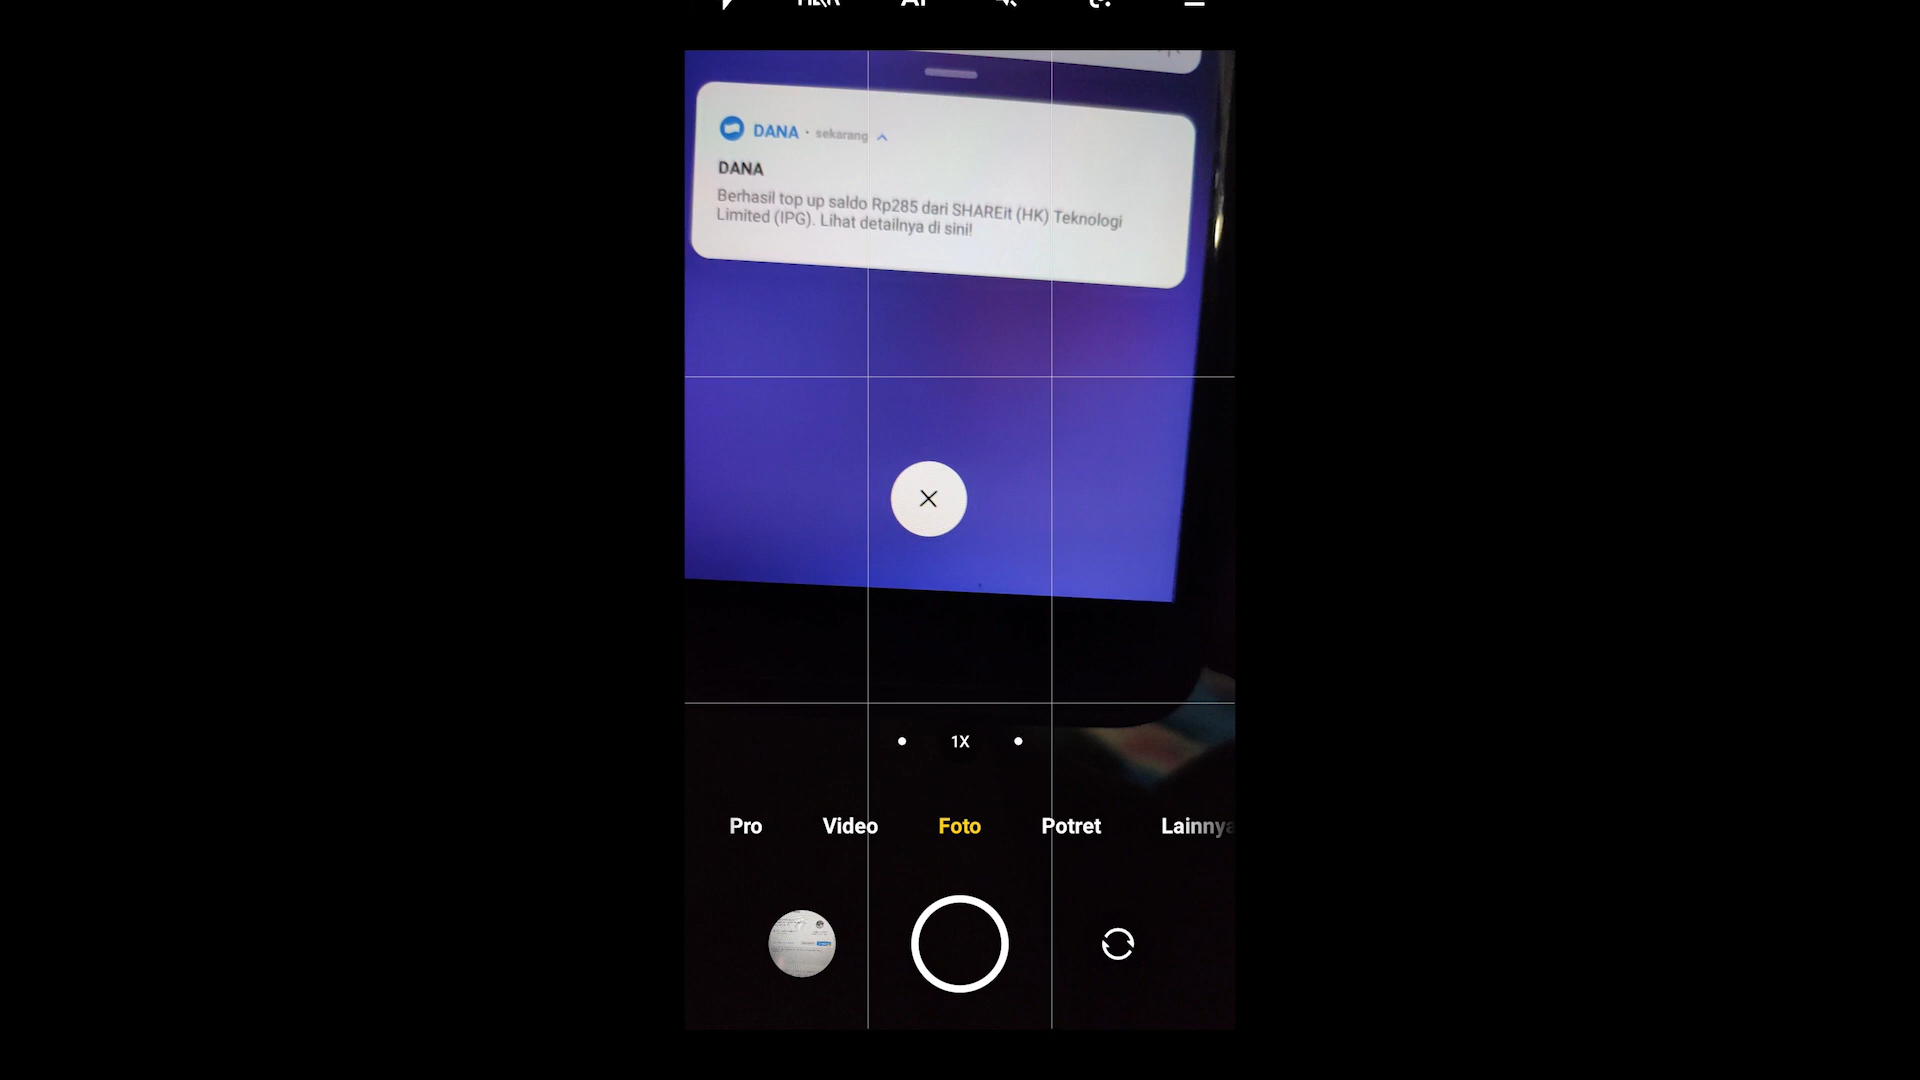 DANA · sekarang
DANA
Berhasil top up saldo Rp285 dari SHAREit (HK) Teknologi
Limited (IPG). Lihat detailnya di sini!
1X
Pro Video Foto Potret Lainnya